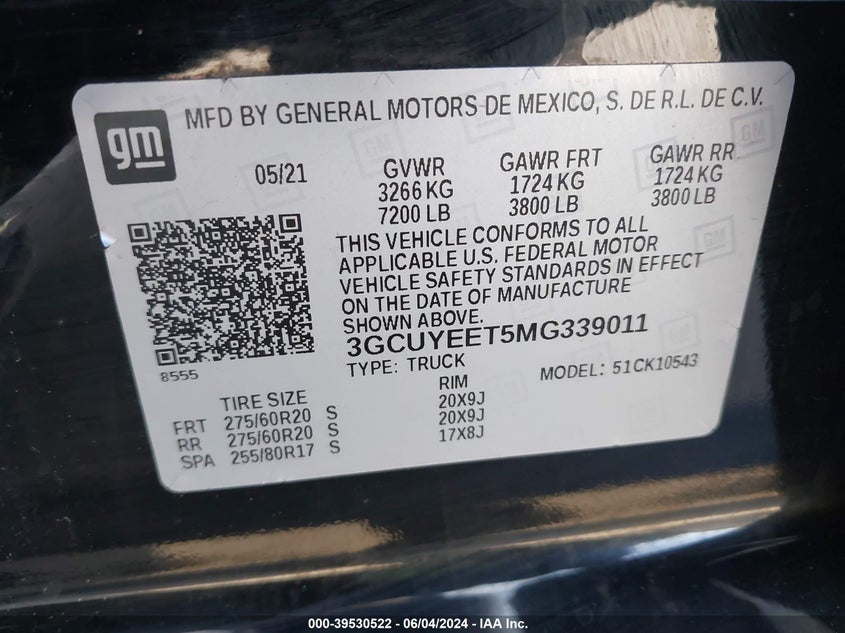 gm
MFD BY GENERAL MOTORS DE MEXICO, S. DE R.L. DE C.V.
05/21
GVWR GAWR FRT GAWR RR
3266 KG 1724 KG 1724 KG
7200 LB 3800 LB 3800 LB
THIS VEHICLE CONFORMS TO ALL
APPLICABLE U.S. FEDERAL MOTOR
VEHICLE SAFETY STANDARDS IN EFFECT
ON THE DATE OF MANUFACTURE
SHOWN ABOVE.
3GCUYEET5MG339011
8555
TYPE: TRUCK MODEL: 51CK10543
TIRE SIZE RIM
FRT 275/60R20 S 20X9J
RR 275/60R20 S 20X9J
SPA 255/80R17 S 17X8J
000-39530522 - 06/04/2024 - IAA Inc.